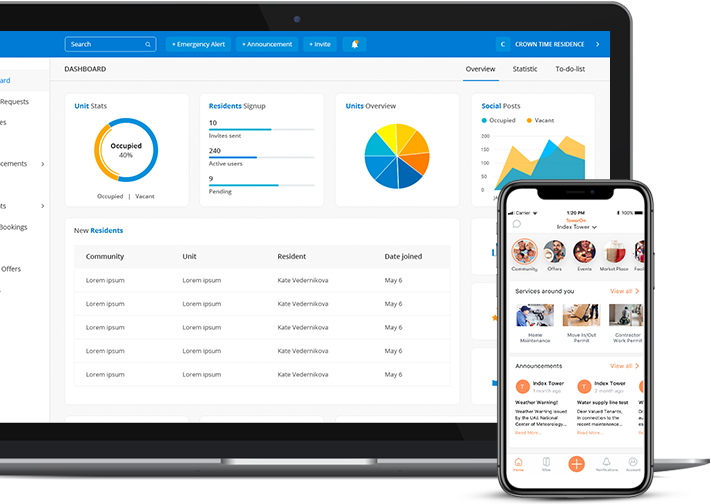 Search
+ Emergency Alert
+ Announcement
+ Invite
C CROWN TIME RESIDENCE
DASHBOARD
Overview
Statistic
To-do-list
Requests
Bookings
Offers
Unit Stats
Occupied
40%
Occupied | Vacant
Residents Signup
10
Invites sent
240
Active users
9
Pending
Units Overview
Social Posts
Occupied Vacant
200
150
100
50
New Residents
Community Unit Resident Date joined
Lorem ipsum Lorem ipsum Kate Vedernikova May 6
Lorem ipsum Lorem ipsum Kate Vedernikova May 6
Lorem ipsum Lorem ipsum Kate Vedernikova May 6
Lorem ipsum Lorem ipsum Kate Vedernikova May 6
Lorem ipsum Lorem ipsum Kate Vedernikova May 6
Carrier 1:20 PM 100%
Index Tower
Community Offers Events Market Place
Services around you View all
Home Maintenance
Move In/Out Permit
Contractor Work Permit
Announcements View all
T Index Tower
1 month ago
Weather Warning!
Weather Warning issued
by the UAE National
Center of Meteorology...
Read More...
T Index Tower
2 month ago
Water supply line test
Dear Valued Tenants,
In connection to the
recent maintenance...
Read More...
T
Home
Notifications Account